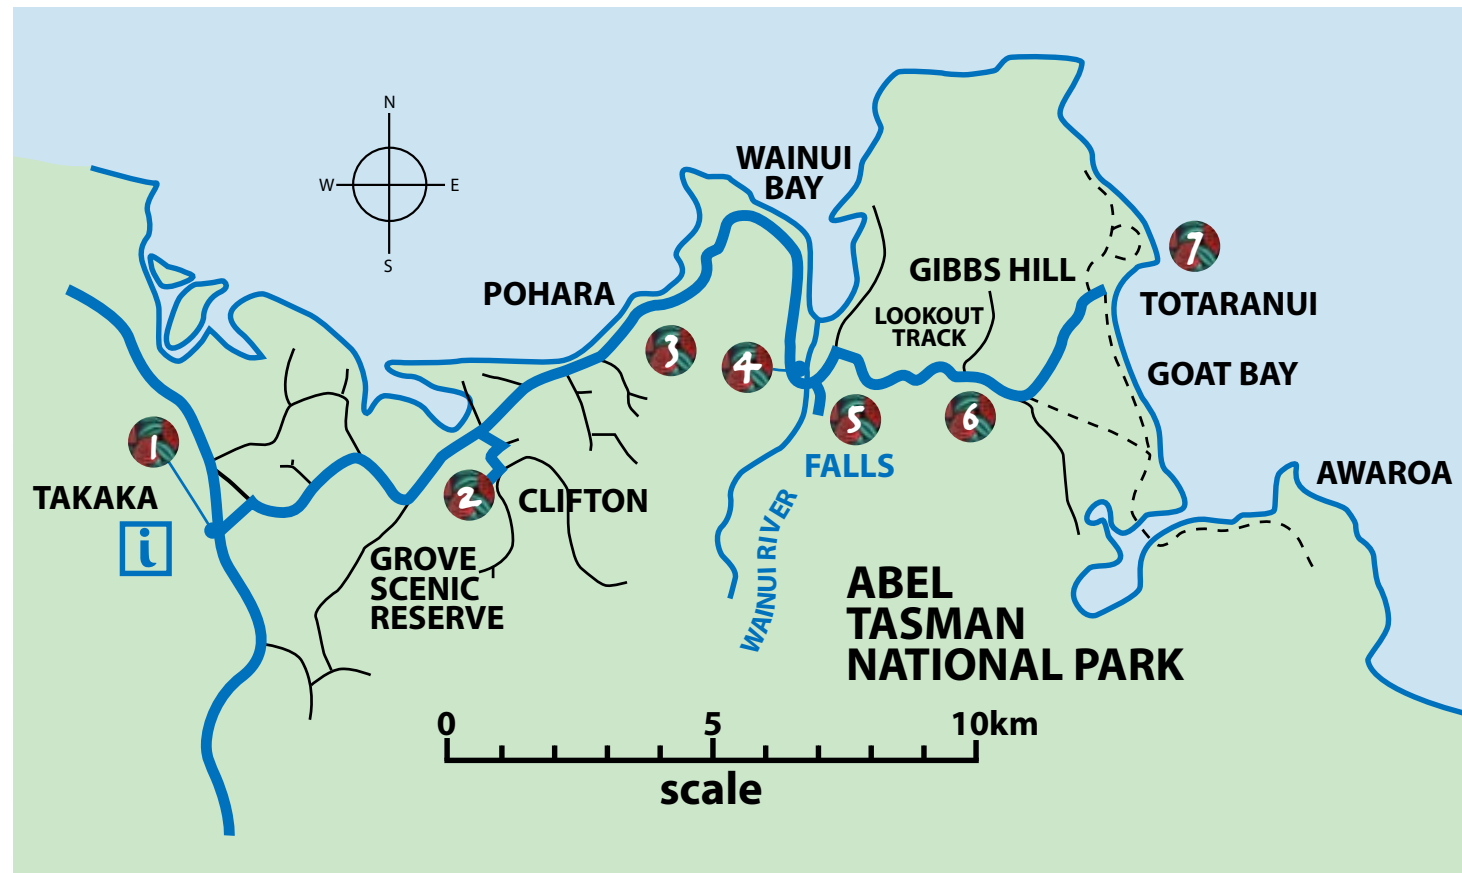 N
W
E
S
WAINUI
BAY
7
GIBBS HILL
POHARA
TOTARANUI
LOOKOUT
TRACK
3
4
GOAT BAY
1
5
6
FALLS
AWAROA
TAKAKA
2
CLIFTON
i
WAINUI RIVER
GROVE
SCENIC
RESERVE
ABEL
TASMAN
NATIONAL PARK
0 5 10km
scale